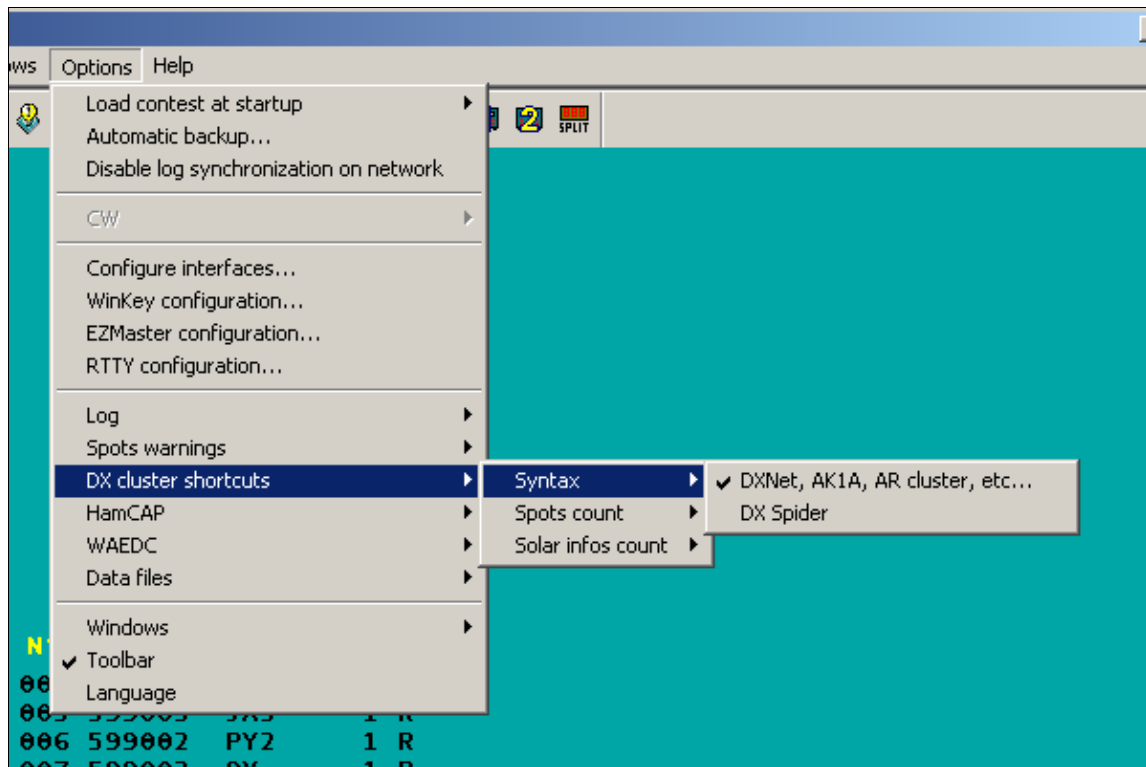 Options Help
SPLIT
Load contest at startup
Automatic backup...
Disable log synchronization on network
CW
Configure interfaces...
WinKey configuration...
EZMaster configuration...
RTTY configuration...
Log
Spots warnings
DX cluster shortcuts
Syntax
DXNet, AK1A, AR cluster, etc...
HamCAP
Spots count
DX Spider
WAEDC
Solar infos count
Data files
Windows
Toolbar
Language
006 599002 PY2 1 R